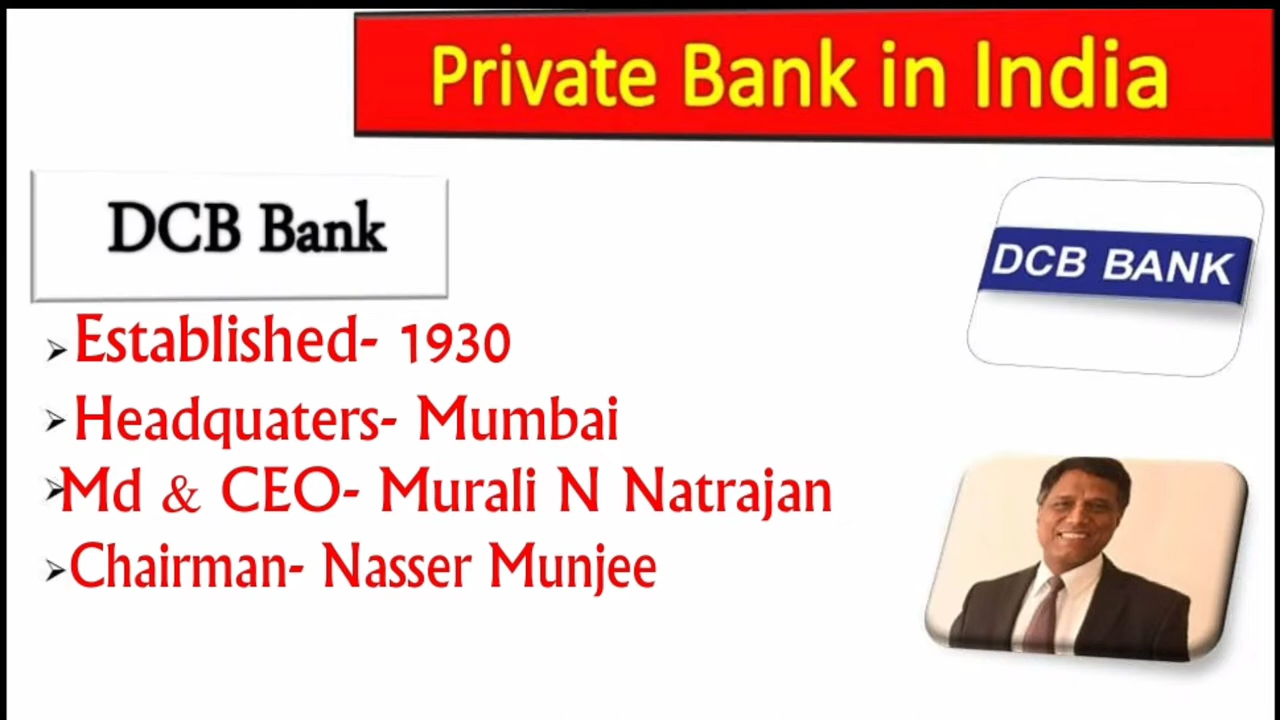 Private Bank in India
DCB Bank
DCB BANK
Established- 1930
Headquaters- Mumbai
Md & CEO- Murali N Natrajan
Chairman- Nasser Munjee